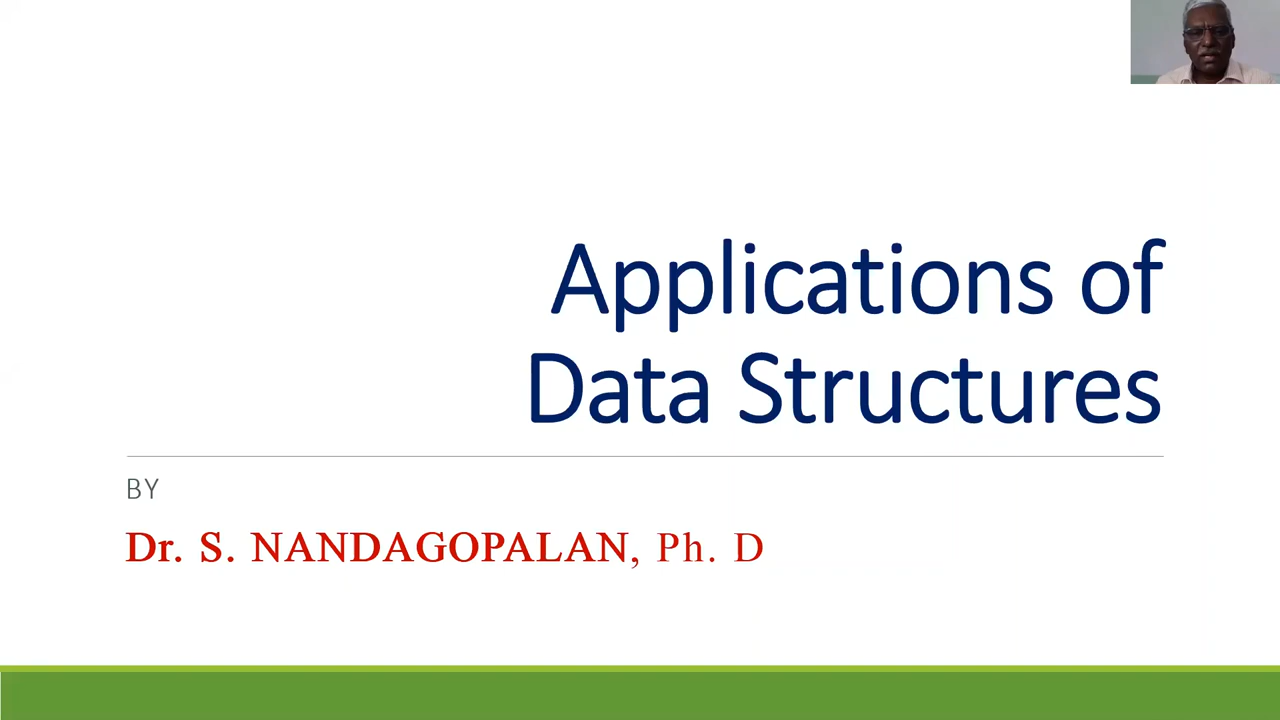 Applications of
Data Structures
BY
Dr. S. NANDAGOPALAN, Ph. D